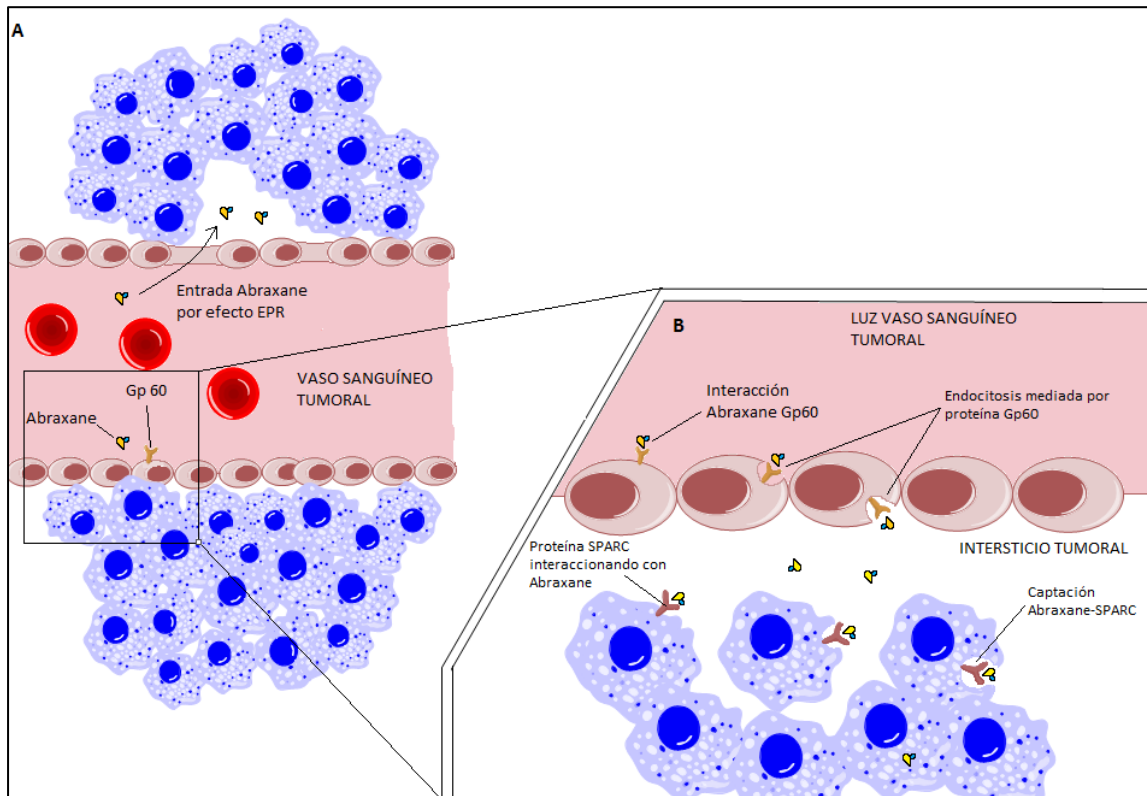 A
Entrada Abraxane
por efecto EPR
Gp 60
VASO SANGUÍNEO
TUMORAL
Abraxane
B
LUZ VASO SANGUÍNEO
TUMORAL
Interacción
Abraxane Gp60
Endocitosis mediada por
proteína Gp60
INTERSTICIO TUMORAL
Proteína SPARC
interaccionando con
Abraxane
Captación
Abraxane-SPARC